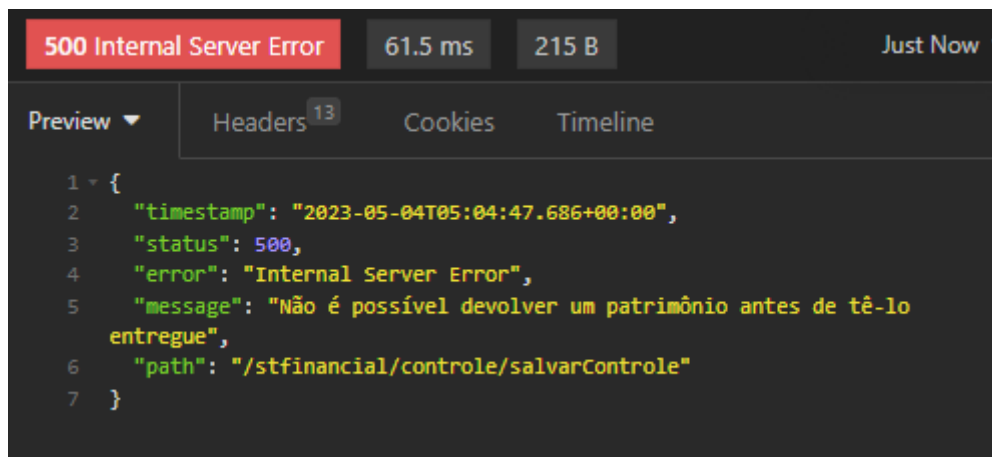 500 Internal Server Error 61.5 ms 215 B Just Now
Preview Headers 13 Cookies Timeline
1 {
2 "timestamp": "2023-05-04T05:04:47.686+00:00",
3 "status": 500,
4 "error": "Internal Server Error",
5 "message": "Não é possível devolver um patrimônio antes de tê-lo
entregue",
6 "path": "/stfinancial/controle/salvarControle"
7 }